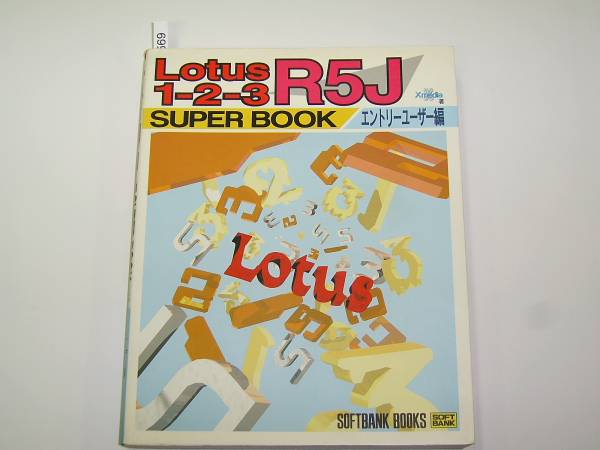 669
Lotus
1-2-3 R5J
Xmedia
著
SUPER BOOK
エントリーユーザー編
Lotus
SOFTBANK BOOKS
SOFT
BANK